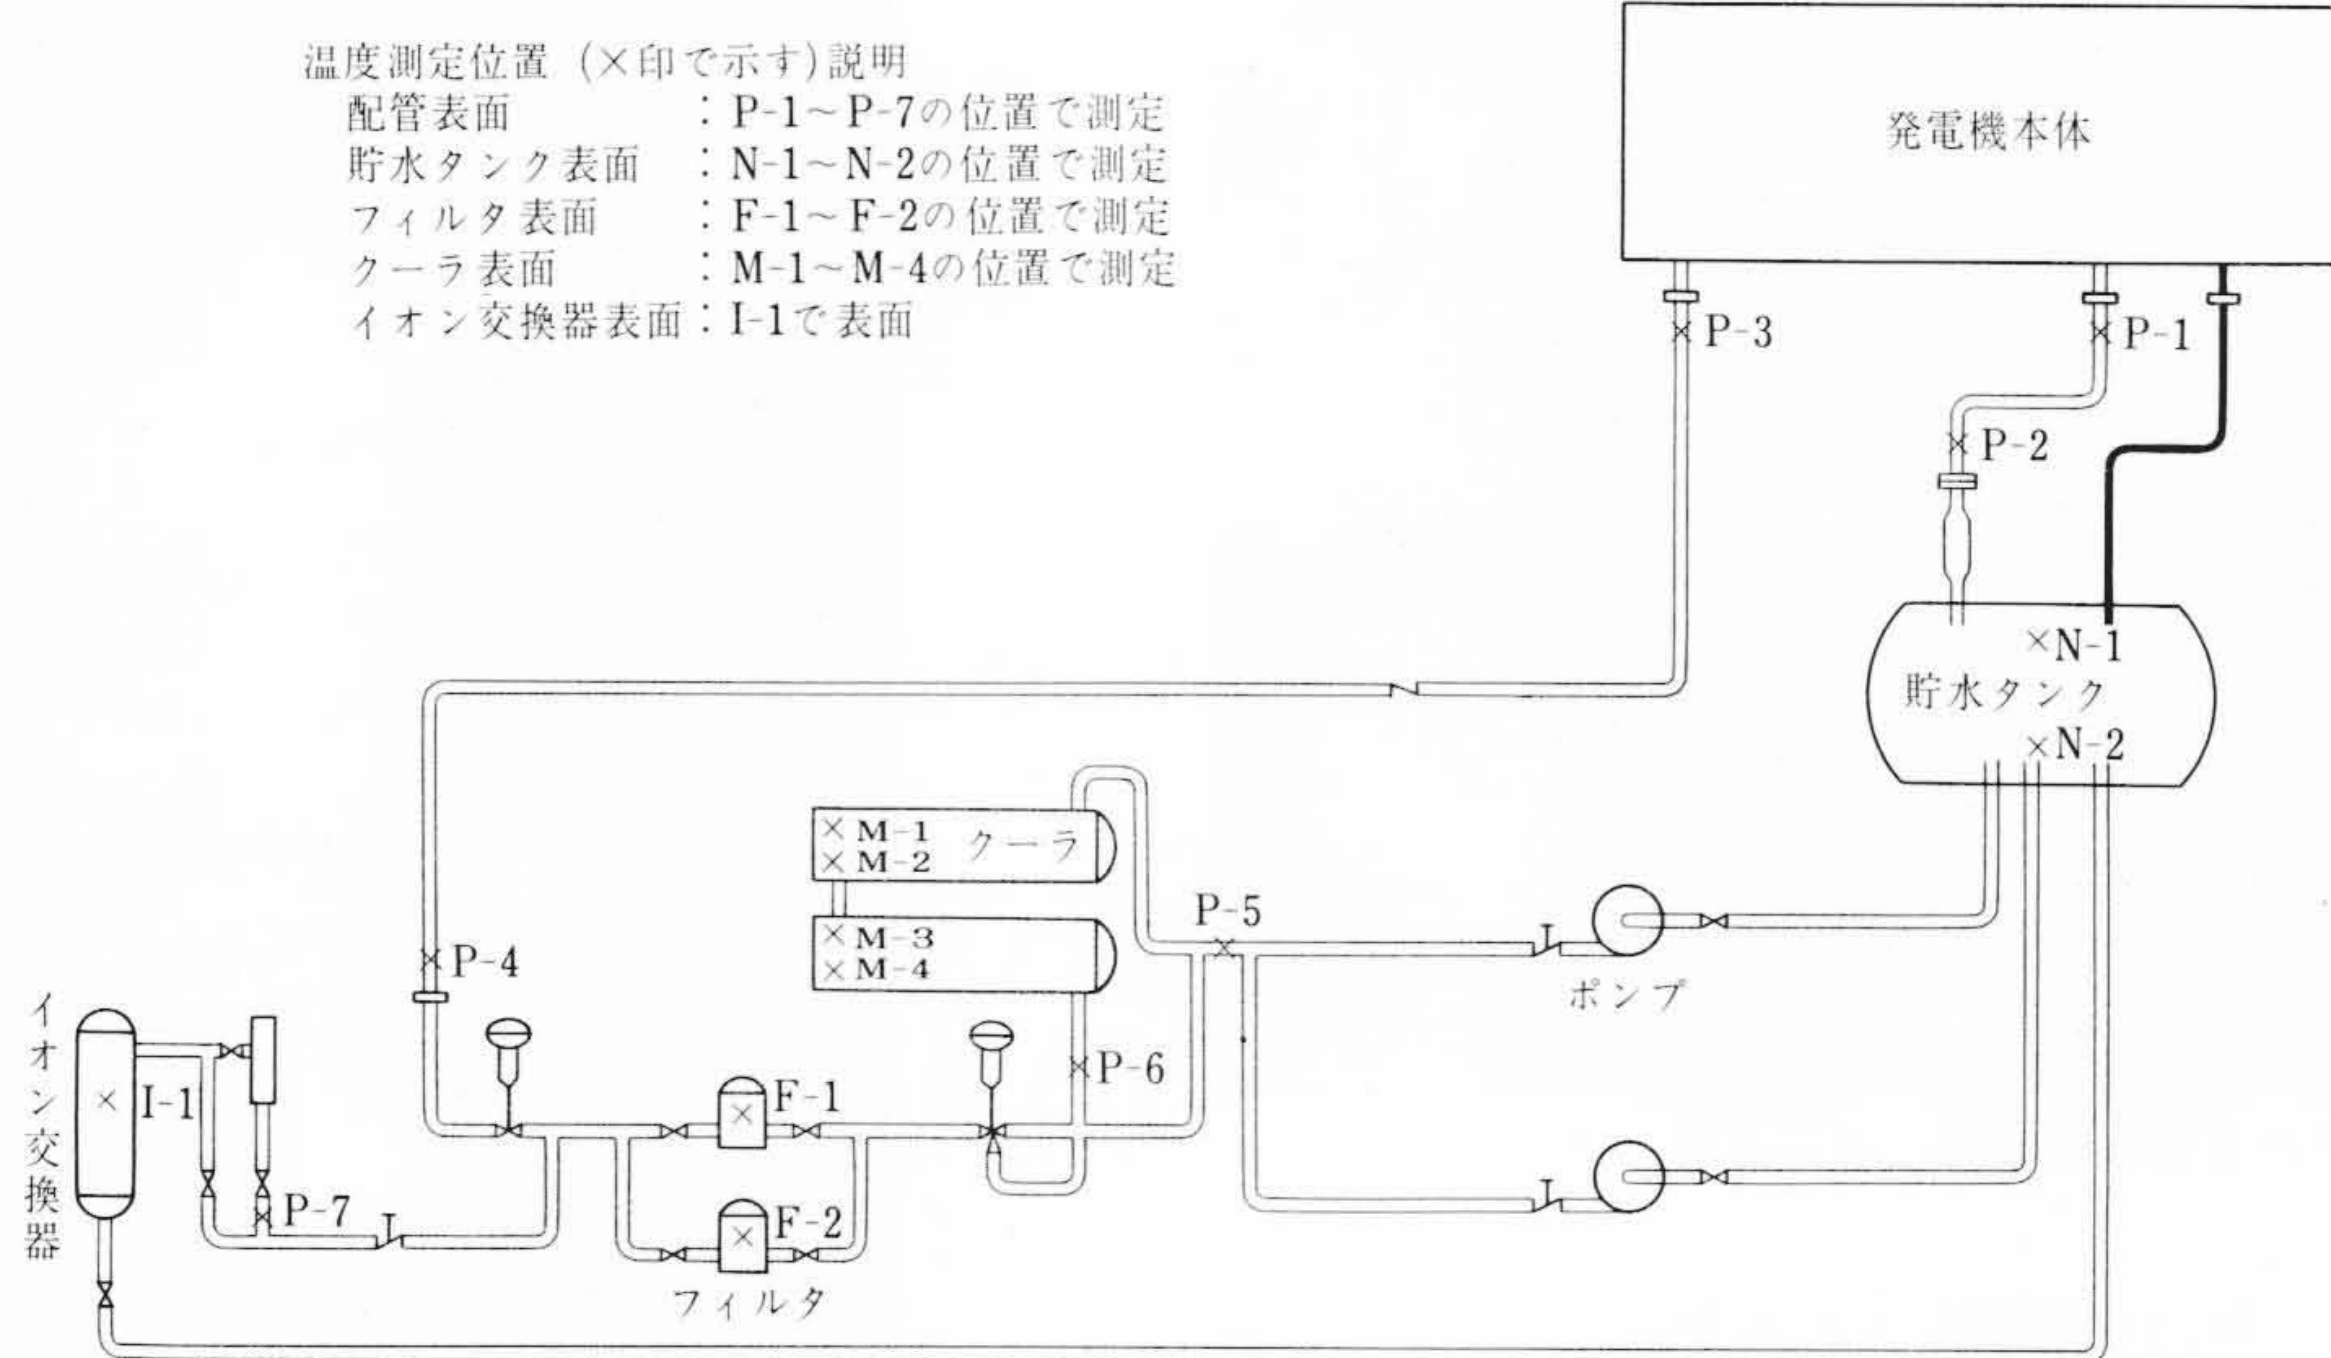 温度測定位置 (×印で示す)説明
配管表面 : P-1~P-7の位置で測定
貯水タンク表面 : N-1~N-2の位置で測定
フィルタ表面 : F-1~F-2の位置で測定
クーラ表面 : M-1~M-4の位置で測定
イオン交換器表面 : I-1で表面
発電機本体
P-3
P-1
P-2
×N-1
貯水タンク
×N-2
× M-1 クーラ
× M-2
× M-3
× M-4
P-5
P-4
ポンプ
P-6
イオン交換器
× I-1
F-1
×
P-7
F-2
×
フィルタ